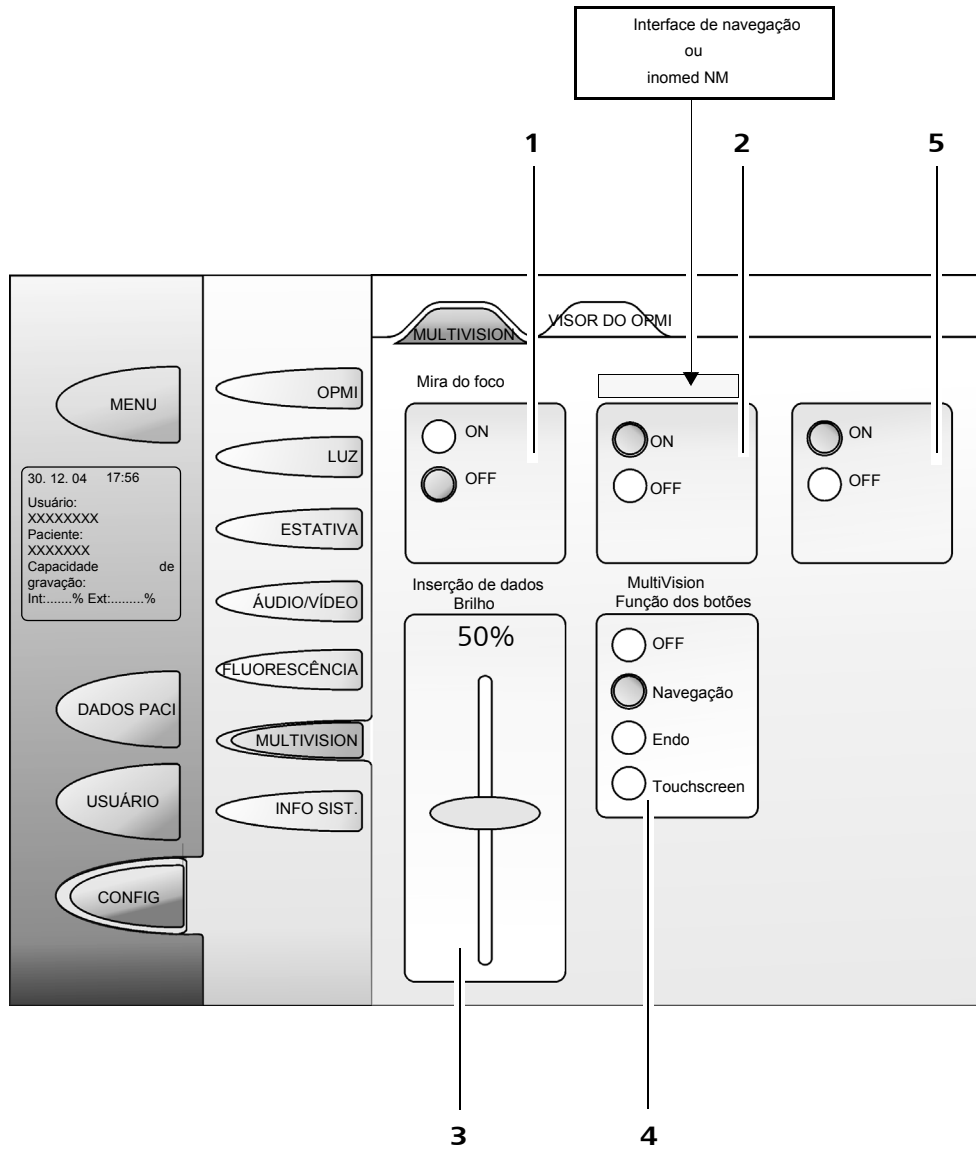 Interface de navegação
ou
inomed NM
1
2
5
MULTIVISION
VISOR DO OPMI
MENU
30. 12. 04 17:56
Usuário:
XXXXXXXX
Paciente:
XXXXXXX
Capacidade de
gravação:
Int:.......% Ext:.........%
DADOS PACI
USUÁRIO
CONFIG
OPMI
LUZ
ESTATIVA
ÁUDIO/VÍDEO
FLUORESCÊNCIA
MULTIVISION
INFO SIST.
Mira do foco
ON
OFF
ON
OFF
ON
OFF
Inserção de dados
Brilho
50%
MultiVision
Função dos botões
OFF
Navegação
Endo
Touchscreen
3
4